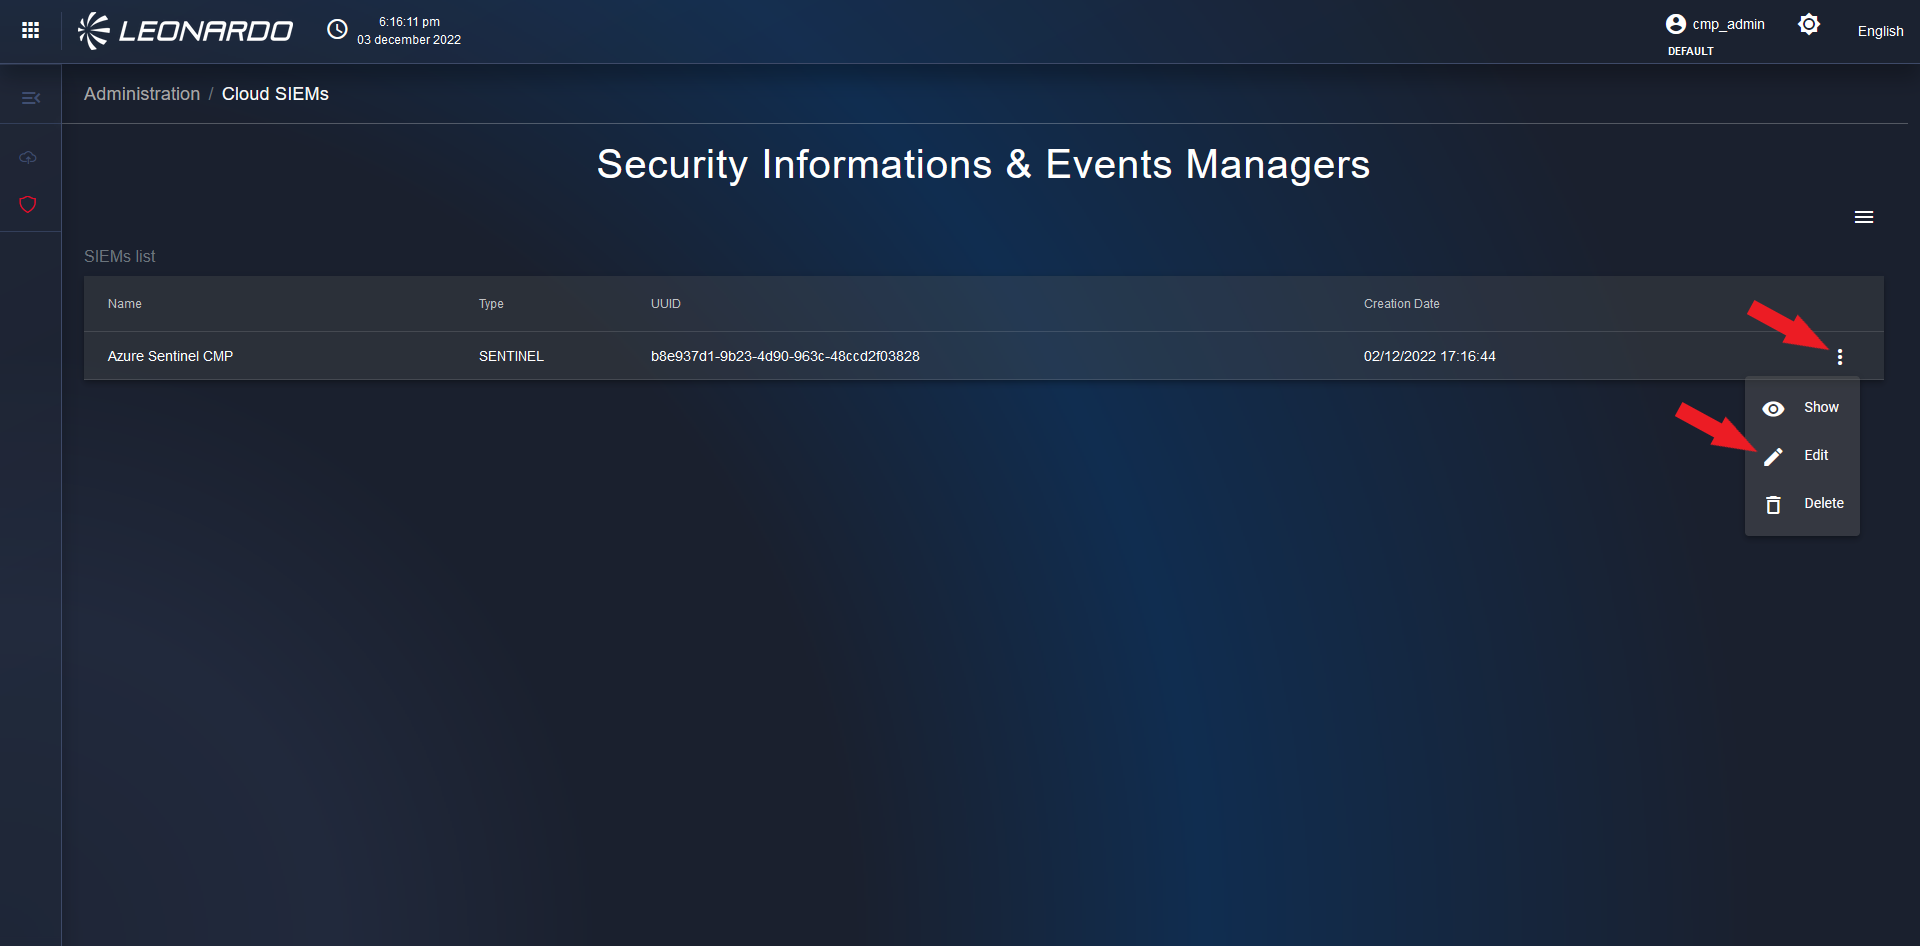 LEONARDO
6:16:11 pm
03 december 2022
cmp_admin
DEFAULT
English
Administration / Cloud SIEMs
Security Informations & Events Managers
SIEMs list
Name Type UUID Creation Date
Azure Sentinel CMP SENTINEL b8e937d1-9b23-4d90-963c-48ccd2f03828 02/12/2022 17:16:44
Show
Edit
Delete